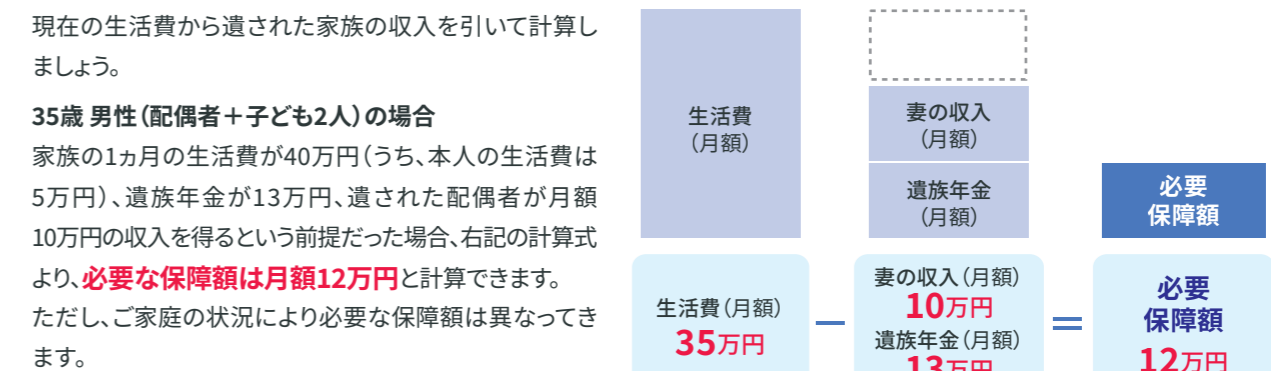 現在の生活費から遺された家族の収入を引いて計算し
ましょう。
35歳 男性（配偶者＋子ども2人）の場合
家族の1ヵ月の生活費が40万円（うち、本人の生活費は
5万円）、遺族年金が13万円、遺された配偶者が月額
10万円の収入を得るという前提だった場合、右記の計算式
より、必要な保障額は月額12万円と計算できます。
ただし、ご家庭の状況により必要な保障額は異なってき
ます。
生活費
（月額）
妻の収入
（月額）
遺族年金
（月額）
必要
保障額
生活費（月額）
35万円
－
妻の収入（月額）
10万円
遺族年金（月額）
13万円
＝
必要
保障額
12万円